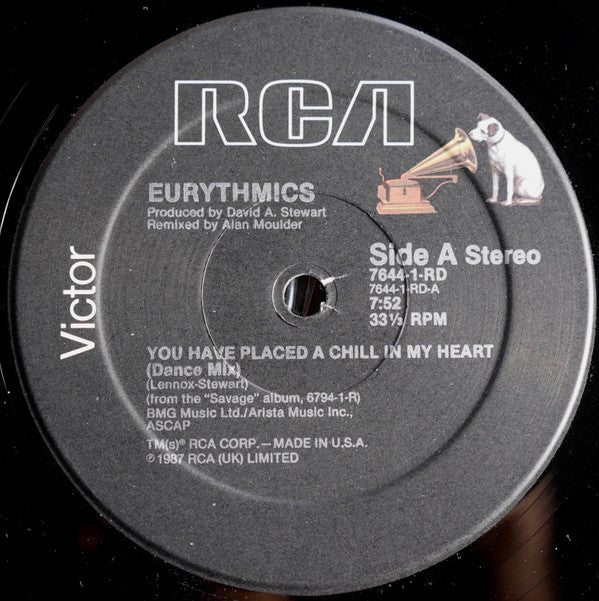 RCA
Victor
EURYTHMICS
Produced by David A. Stewart
Remixed by Alan Moulder
Side A Stereo
7644-1-RD
7644-1-RD-A
7:52
33⅓ RPM
YOU HAVE PLACED A CHILL IN MY HEART
(Dance Mix)
(Lennox-Stewart)
(from the "Savage" album, 6794-1-R)
BMG Music Ltd./Arista Music Inc.,
ASCAP
TM(s)® RCA CORP. — MADE IN U.S.A.
℗ 1987 RCA (UK) LIMITED